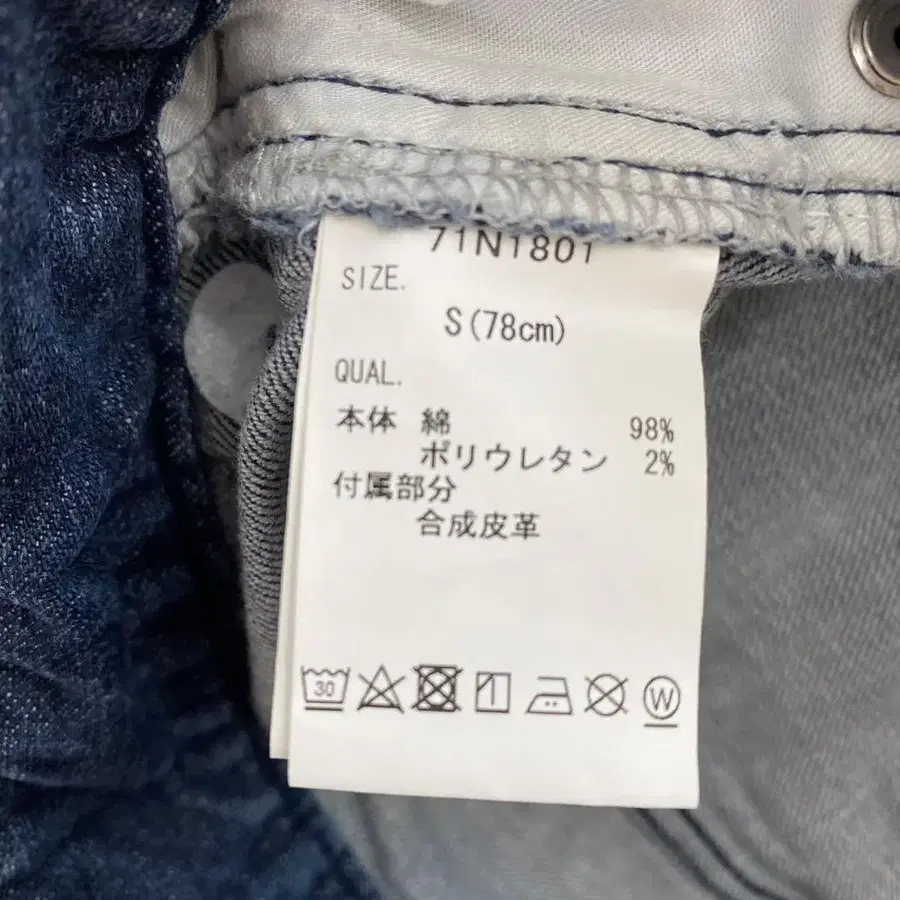 71N1801
SIZE.
S(78cm)
QUAL.
本体 綿 98%
ポリウレタン 2%
付属部分
合成皮革
30
W